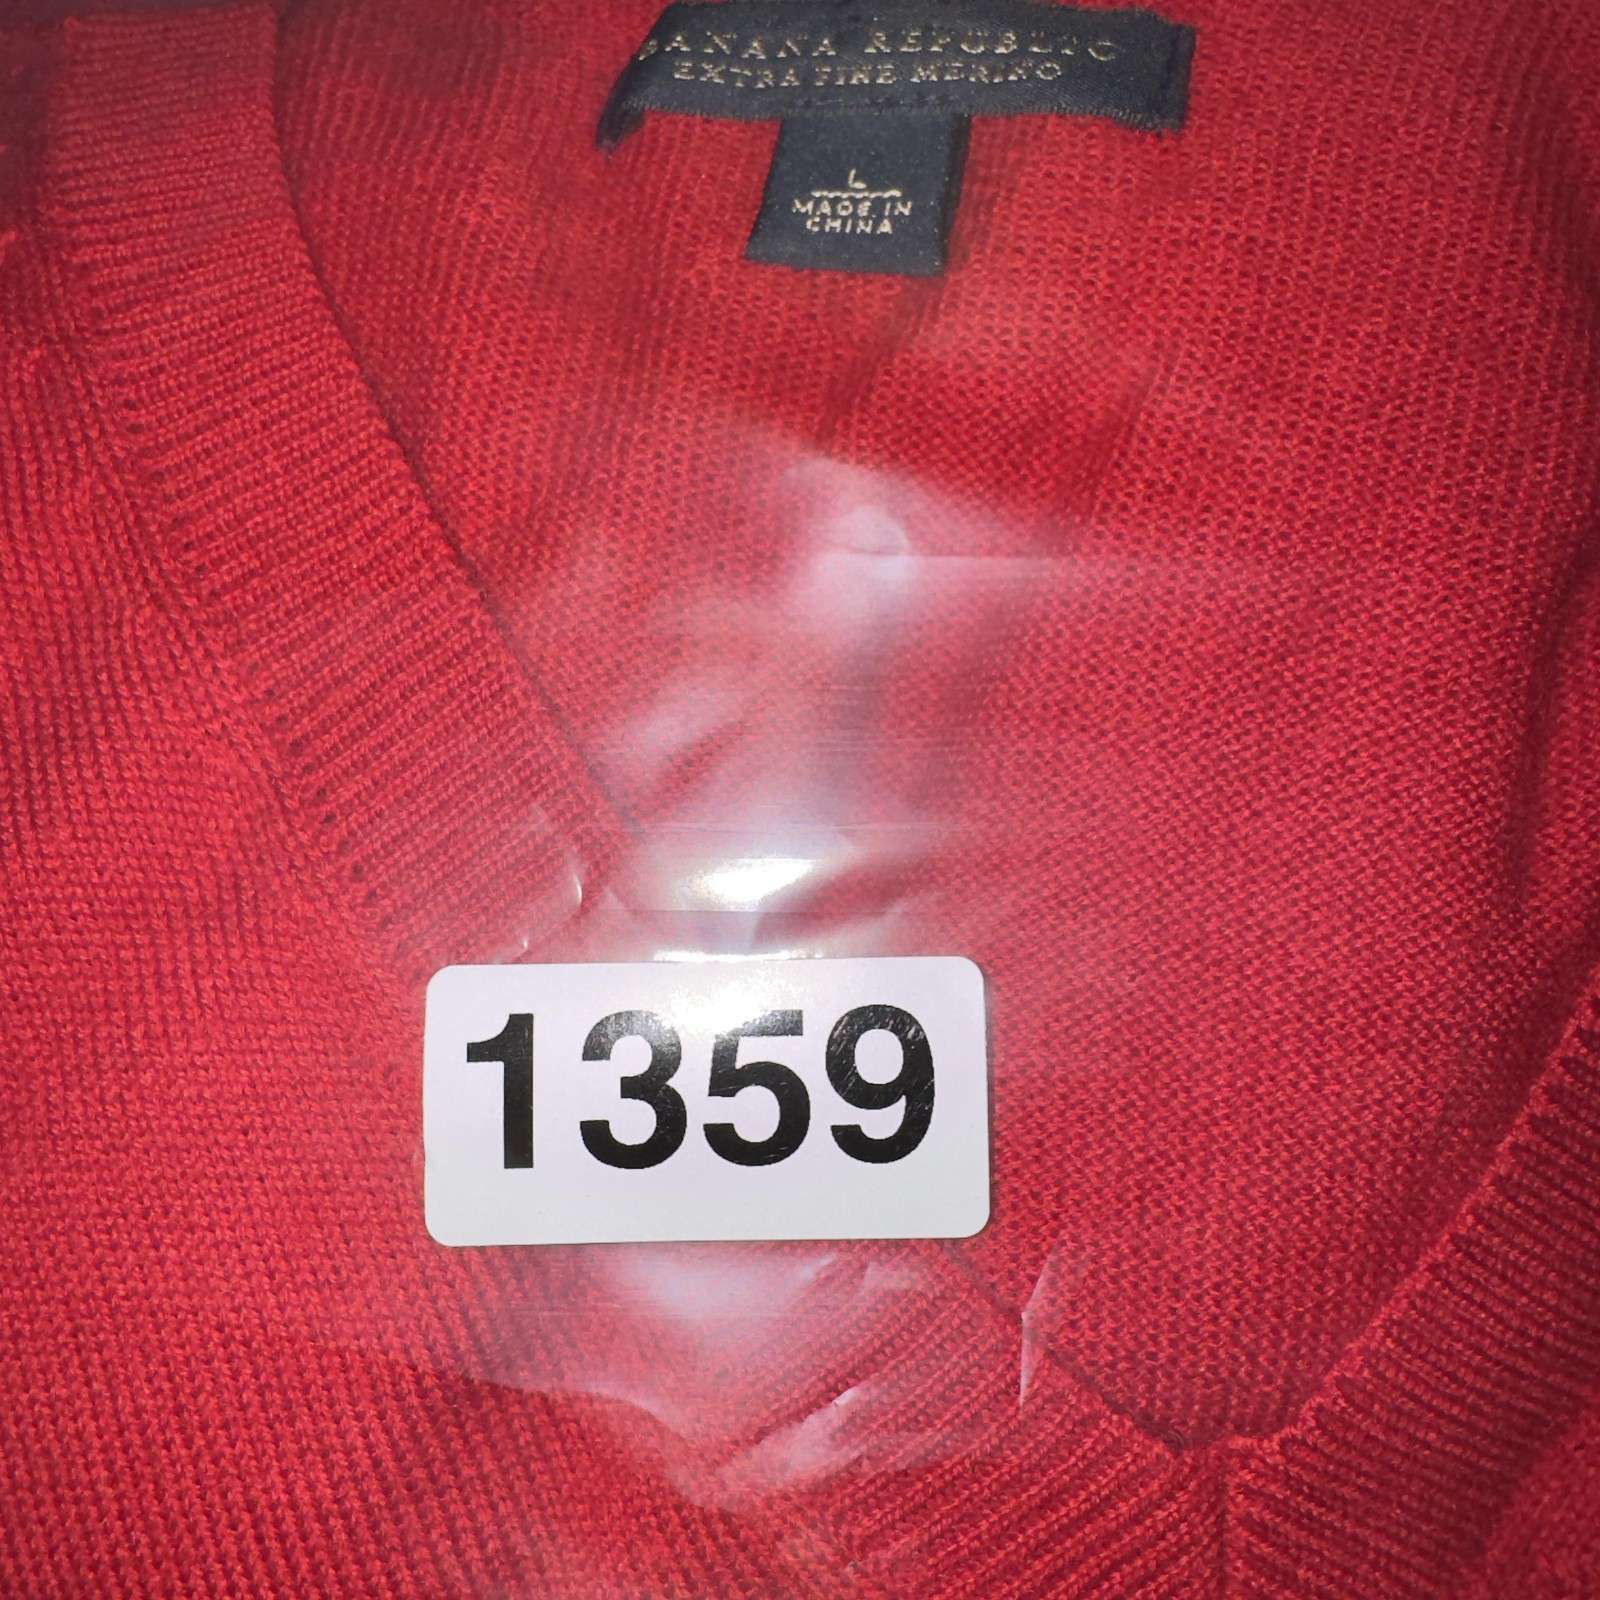 BANANA REPUBLIC
EXTRA FINE MERINO
L
MADE IN
CHINA
1359